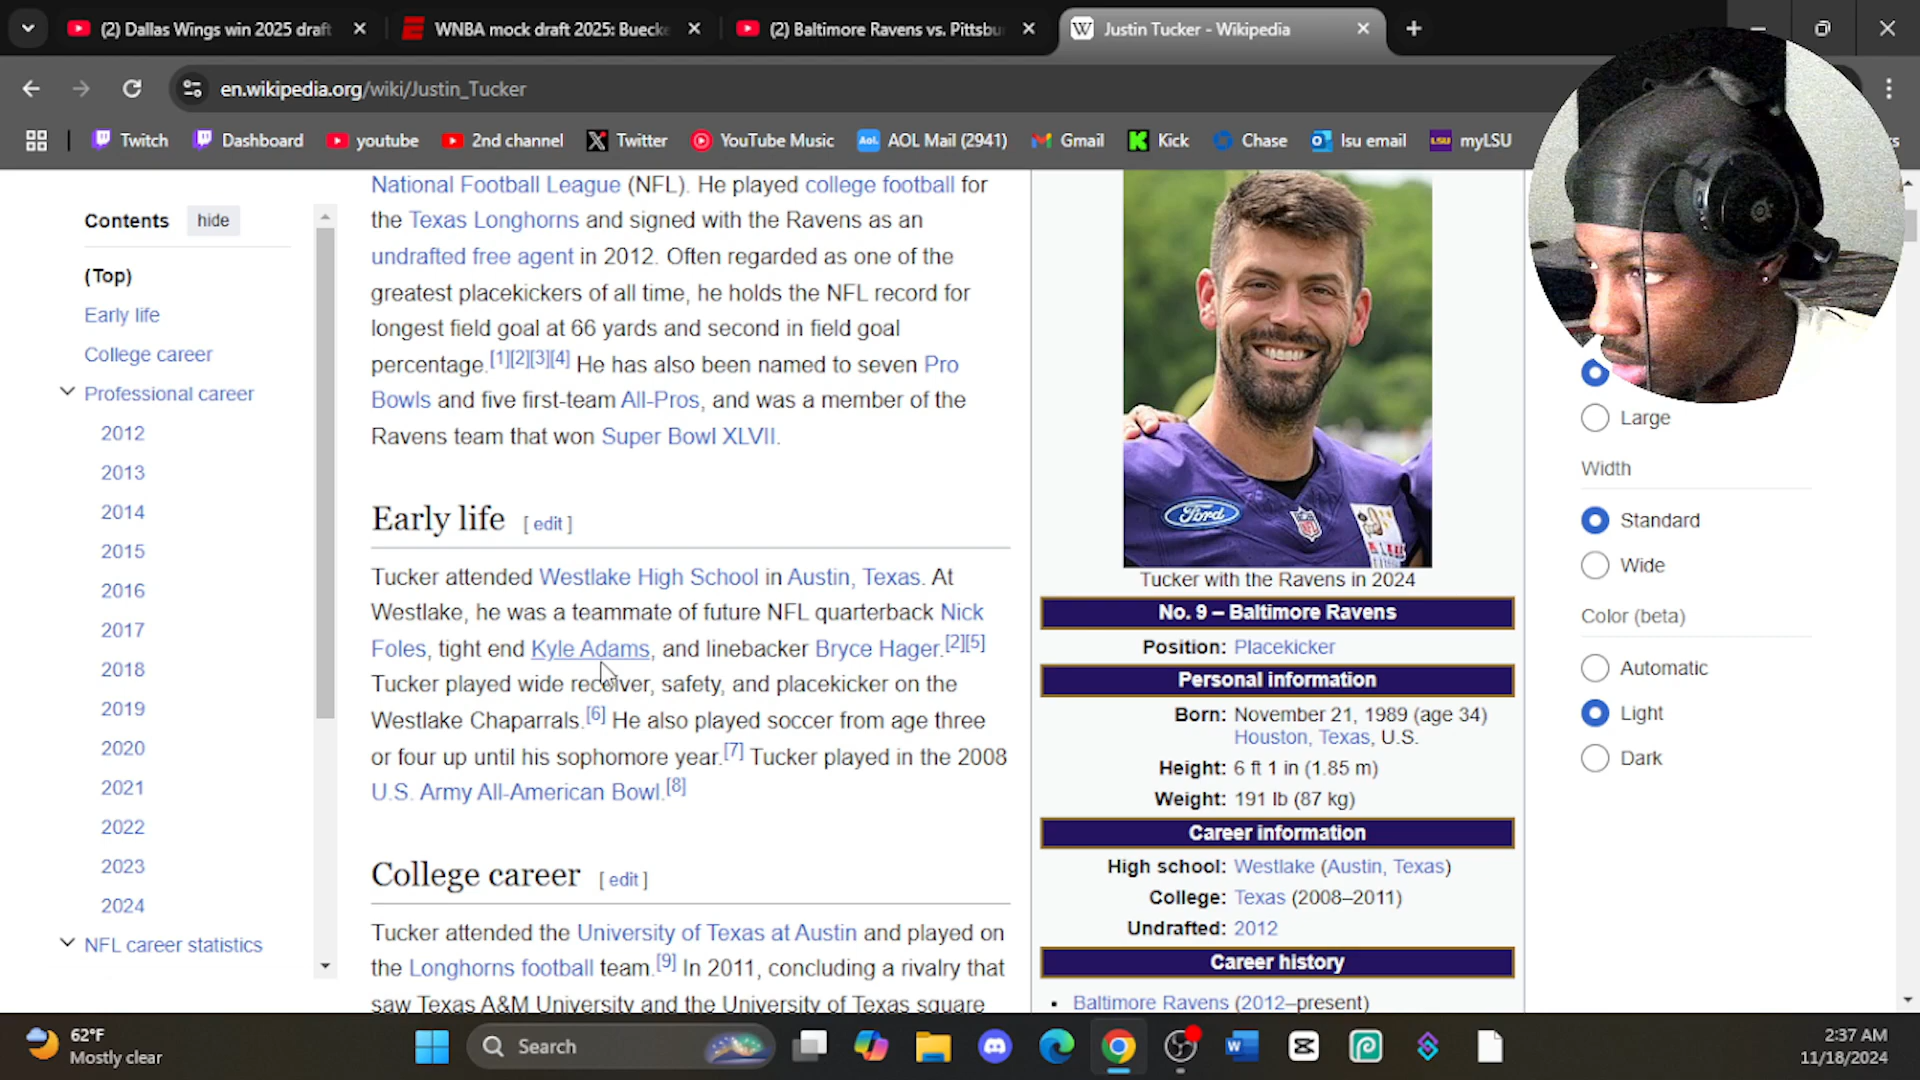 (2) Dallas Wings win 2025 draft
WNBA mock draft 2025: Buecke
(2) Baltimore Ravens vs. Pittsbu
Justin Tucker - Wikipedia
en.wikipedia.org/wiki/Justin_Tucker
Twitch
Dashboard
youtube
2nd channel
Twitter
YouTube Music
AOL Mail (2941)
Gmail
Kick
Chase
lsu email
myLSU
Contents hide
(Top)
Early life
College career
Professional career
2012
2013
2014
2015
2016
2017
2018
2019
2020
2021
2022
2023
2024
NFL career statistics
National Football League (NFL). He played college football for
the Texas Longhorns and signed with the Ravens as an
undrafted free agent in 2012. Often regarded as one of the
greatest placekickers of all time, he holds the NFL record for
longest field goal at 66 yards and second in field goal
percentage.[1][2][3][4] He has also been named to seven Pro
Bowls and five first-team All-Pros, and was a member of the
Ravens team that won Super Bowl XLVII.
Early life [ edit ]
Tucker attended Westlake High School in Austin, Texas. At
Westlake, he was a teammate of future NFL quarterback Nick
Foles, tight end Kyle Adams, and linebacker Bryce Hager.[2][5]
Tucker played wide receiver, safety, and placekicker on the
Westlake Chaparrals.[6] He also played soccer from age three
or four up until his sophomore year.[7] Tucker played in the 2008
U.S. Army All-American Bowl.[8]
College career [ edit ]
Tucker attended the University of Texas at Austin and played on
the Longhorns football team.[9] In 2011, concluding a rivalry that
saw Texas A&M University and the University of Texas square
Ford
NFL
Tucker with the Ravens in 2024
No. 9 – Baltimore Ravens
Position: Placekicker
Personal information
Born: November 21, 1989 (age 34)
Houston, Texas, U.S.
Height: 6 ft 1 in (1.85 m)
Weight: 191 lb (87 kg)
Career information
High school: Westlake (Austin, Texas)
College: Texas (2008–2011)
Undrafted: 2012
Career history
• Baltimore Ravens (2012–present)
Large
Width
Standard
Wide
Color (beta)
Automatic
Light
Dark
62°F
Mostly clear
Search
2:37 AM
11/18/2024